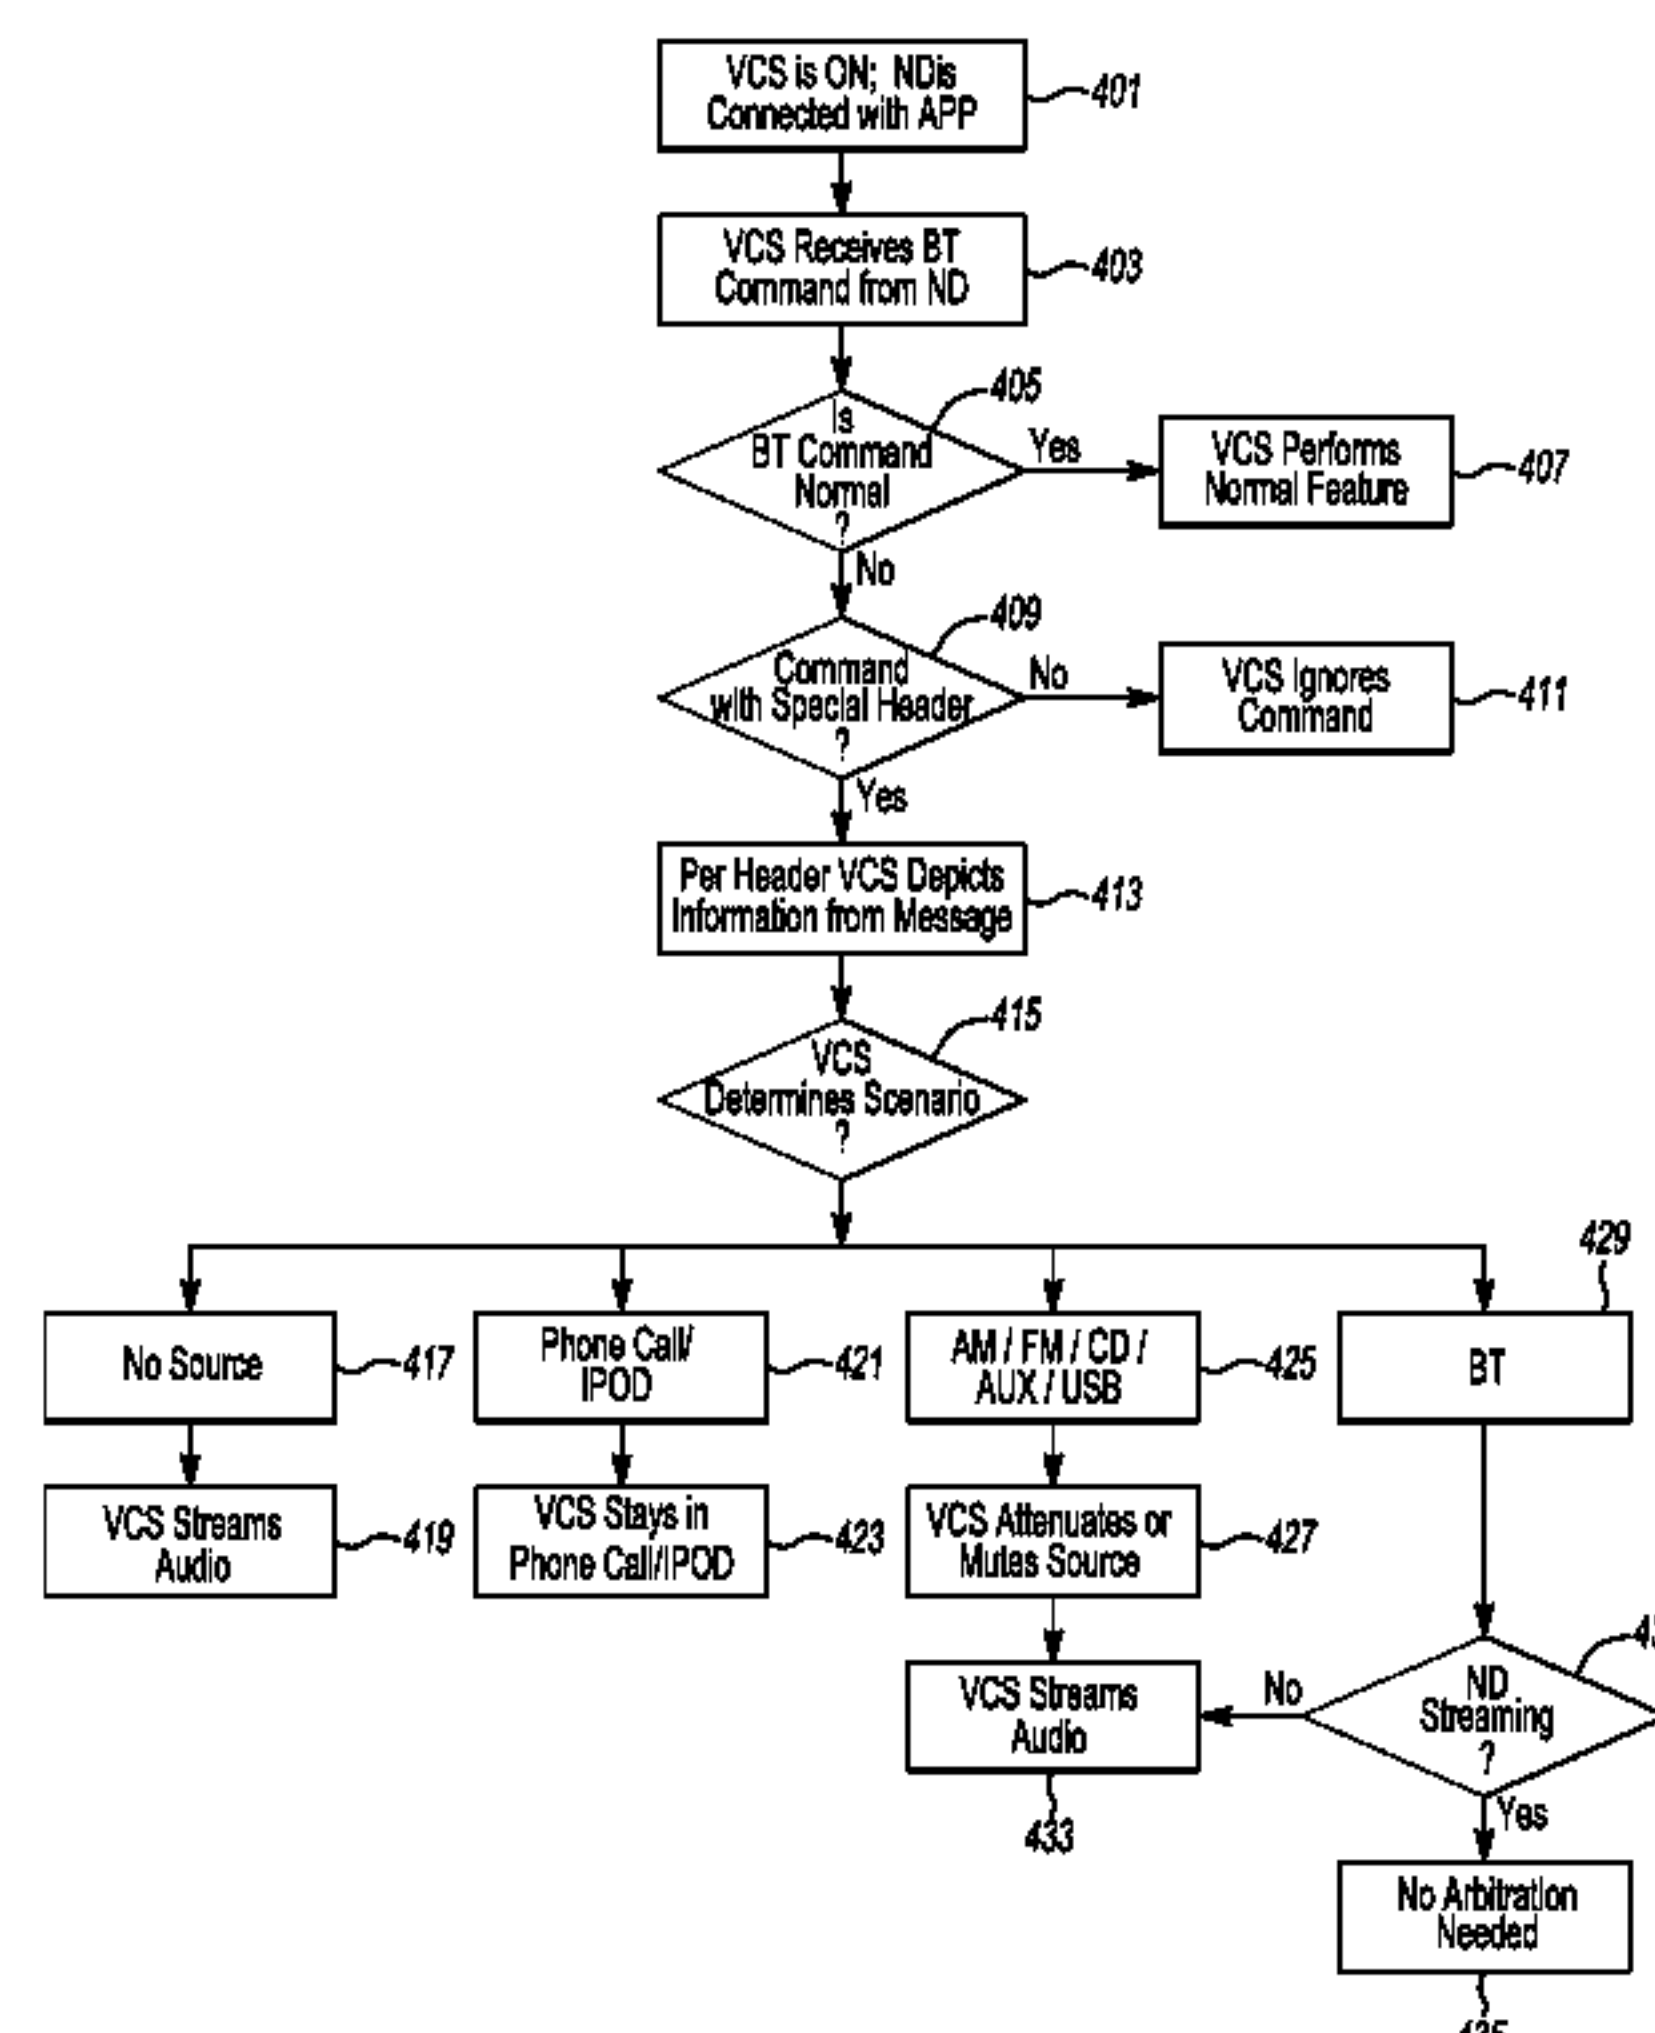 VCS is ON; NDis
Connected with APP
401
VCS Receives BT
Command from ND
403
405
Is
BT Command
Normal
?
Yes
VCS Performs
Normal Feature
407
No
409
Command
with Special Header
?
No
VCS Ignores
Command
411
Yes
Per Header VCS Depicts
Information from Message
413
415
VCS
Determines Scenario
?
429
No Source
417
Phone Call/
IPOD
421
AM / FM / CD /
AUX / USB
425
BT
VCS Streams
Audio
419
VCS Stays in
Phone Call/IPOD
423
VCS Attenuates or
Mutes Source
427
VCS Streams
Audio
433
No
ND
Streaming
?
Yes
No Arbitration
Needed